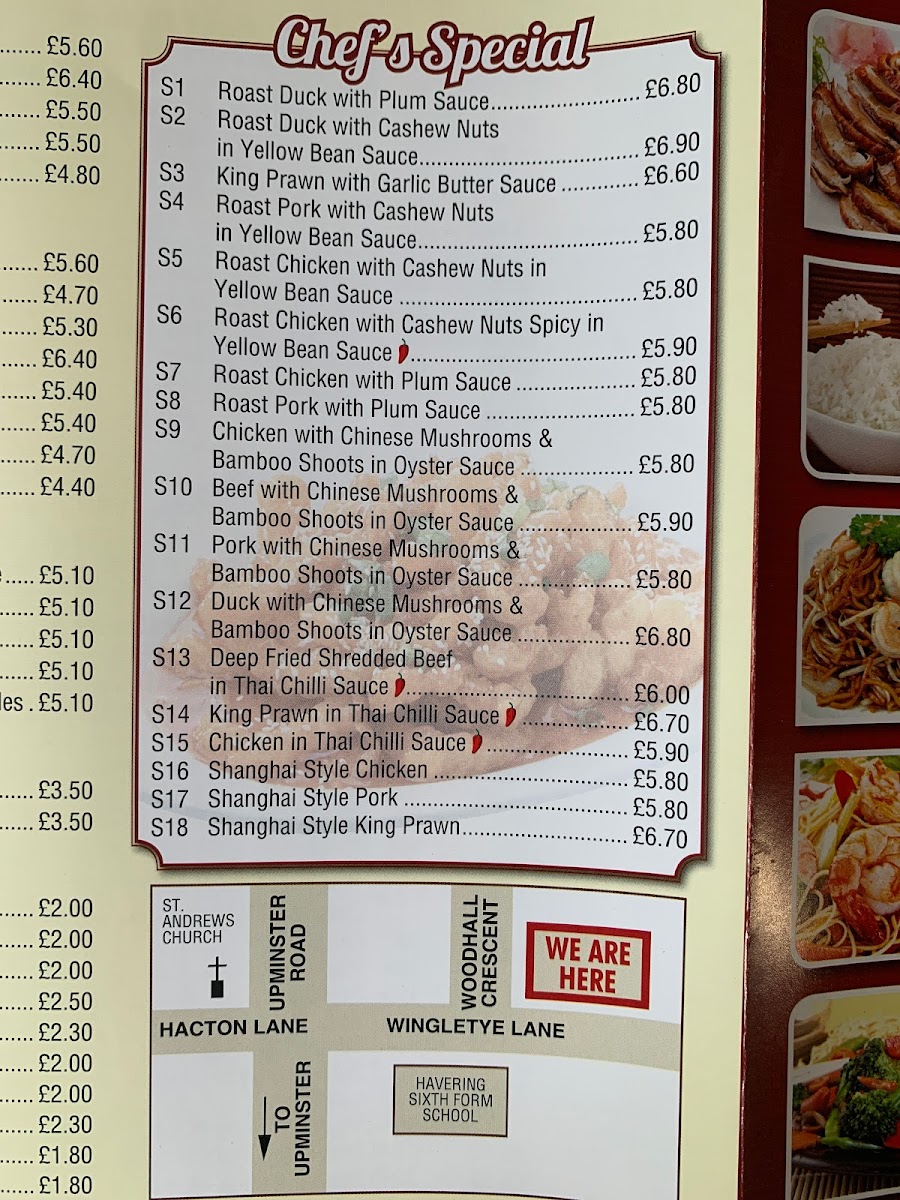 £5.60
£6.40
£5.50
£5.50
£4.80
£5.60
£4.70
£5.30
£6.40
£5.40
£5.40
£4.70
£4.40
£5.10
£5.10
£5.10
£5.10
les . £5.10
£3.50
£3.50
£2.00
£2.00
£2.00
£2.50
£2.30
£2.00
£2.00
£2.30
£1.80
£1.80
Chef's Special
S1 Roast Duck with Plum Sauce £6.80
S2 Roast Duck with Cashew Nuts
in Yellow Bean Sauce £6.90
S3 King Prawn with Garlic Butter Sauce £6.60
S4 Roast Pork with Cashew Nuts
in Yellow Bean Sauce £5.80
S5 Roast Chicken with Cashew Nuts in
Yellow Bean Sauce £5.80
S6 Roast Chicken with Cashew Nuts Spicy in
Yellow Bean Sauce £5.90
S7 Roast Chicken with Plum Sauce £5.80
S8 Roast Pork with Plum Sauce £5.80
S9 Chicken with Chinese Mushrooms &
Bamboo Shoots in Oyster Sauce £5.80
S10 Beef with Chinese Mushrooms &
Bamboo Shoots in Oyster Sauce £5.90
S11 Pork with Chinese Mushrooms &
Bamboo Shoots in Oyster Sauce £5.80
S12 Duck with Chinese Mushrooms &
Bamboo Shoots in Oyster Sauce £6.80
S13 Deep Fried Shredded Beef
in Thai Chilli Sauce £6.00
S14 King Prawn in Thai Chilli Sauce £6.70
S15 Chicken in Thai Chilli Sauce £5.90
S16 Shanghai Style Chicken £5.80
S17 Shanghai Style Pork £5.80
S18 Shanghai Style King Prawn £6.70
ST.
ANDREWS
CHURCH
UPMINSTER
ROAD
WOODHALL
CRESCENT
WE ARE
HERE
HACTON LANE
WINGLETYE LANE
TO
UPMINSTER
HAVERING
SIXTH FORM
SCHOOL